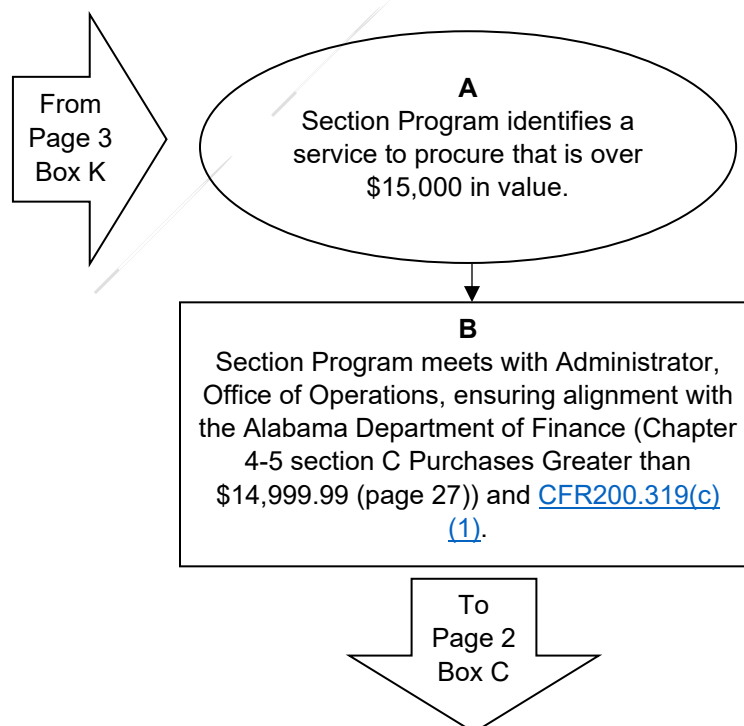 From
Page 3
Box K
A
Section Program identifies a
service to procure that is over
$15,000 in value.
B
Section Program meets with Administrator,
Office of Operations, ensuring alignment with
the Alabama Department of Finance (Chapter
4-5 section C Purchases Greater than
$14,999.99 (page 27)) and CFR200.319(c)
(1).
To
Page 2
Box C